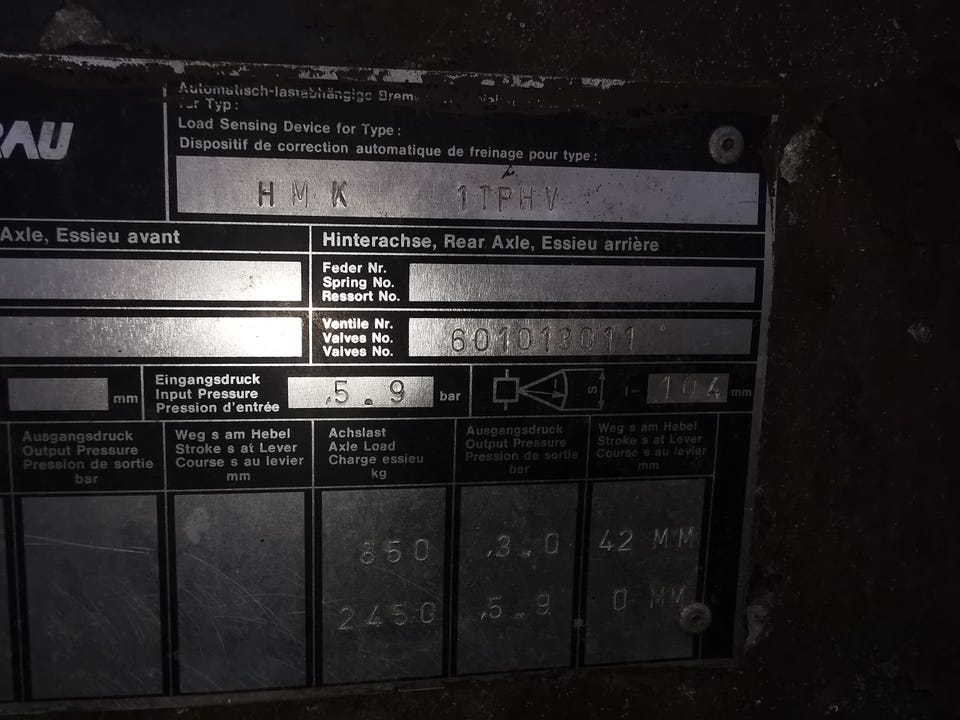 RAU
Automatisch-lastabhängige Brem
für Typ:
Load Sensing Device for Type:
Dispositif de correction automatique de freinage pour type:
HMK 1TPHV
Axle, Essieu avant
Hinterachse, Rear Axle, Essieu arrière
Feder Nr.
Spring No.
Ressort No.
Ventile Nr.
Valves No.
Valves No.
601013011
mm
Eingangsdruck
Input Pressure
Pression d'entrée
5.9 bar
l= 104 mm
Ausgangsdruck
Output Pressure
Pression de sortie
bar
Weg s am Hebel
Stroke s at Lever
Course s au levier
mm
Achslast
Axle Load
Charge essieu
kg
Ausgangsdruck
Output Pressure
Pression de sortie
bar
Weg s am Hebel
Stroke s at Lever
Course s au levier
mm
850 3.0 42 MM
2450 5.9 0 MM